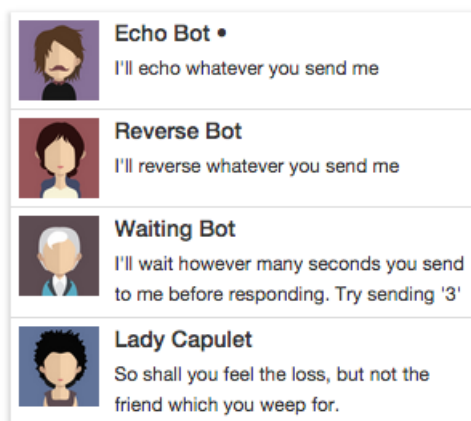 Echo Bot •
I'll echo whatever you send me
Reverse Bot
I'll reverse whatever you send me
Waiting Bot
I'll wait however many seconds you send
to me before responding. Try sending '3'
Lady Capulet
So shall you feel the loss, but not the
friend which you weep for.